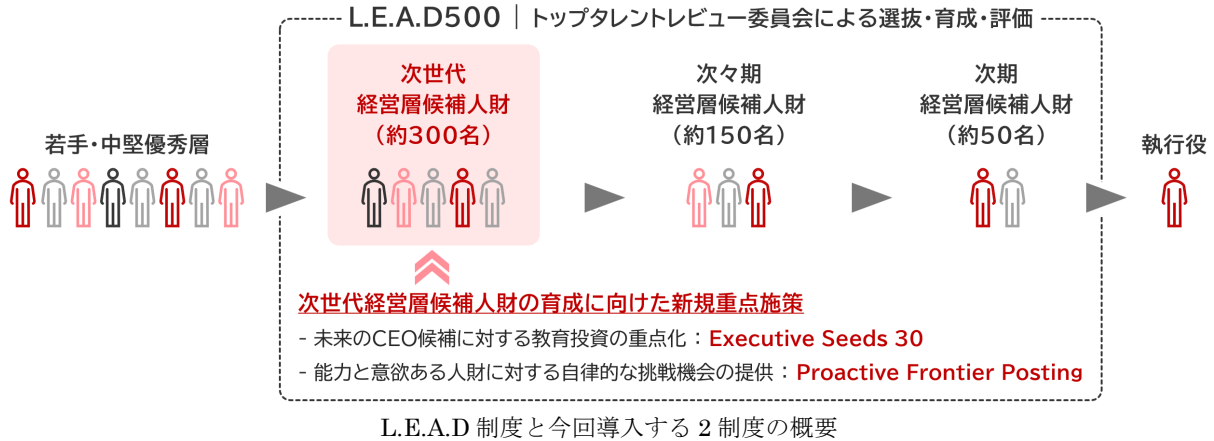 L.E.A.D500 | トップタレントレビュー委員会による選抜・育成・評価
若手・中堅優秀層
次世代
経営層候補人財
（約300名）
次々期
経営層候補人財
（約150名）
次期
経営層候補人財
（約50名）
執行役
次世代経営層候補人財の育成に向けた新規重点施策
- 未来のCEO候補に対する教育投資の重点化：Executive Seeds 30
- 能力と意欲ある人財に対する自律的な挑戦機会の提供：Proactive Frontier Posting
L.E.A.D 制度と今回導入する 2 制度の概要